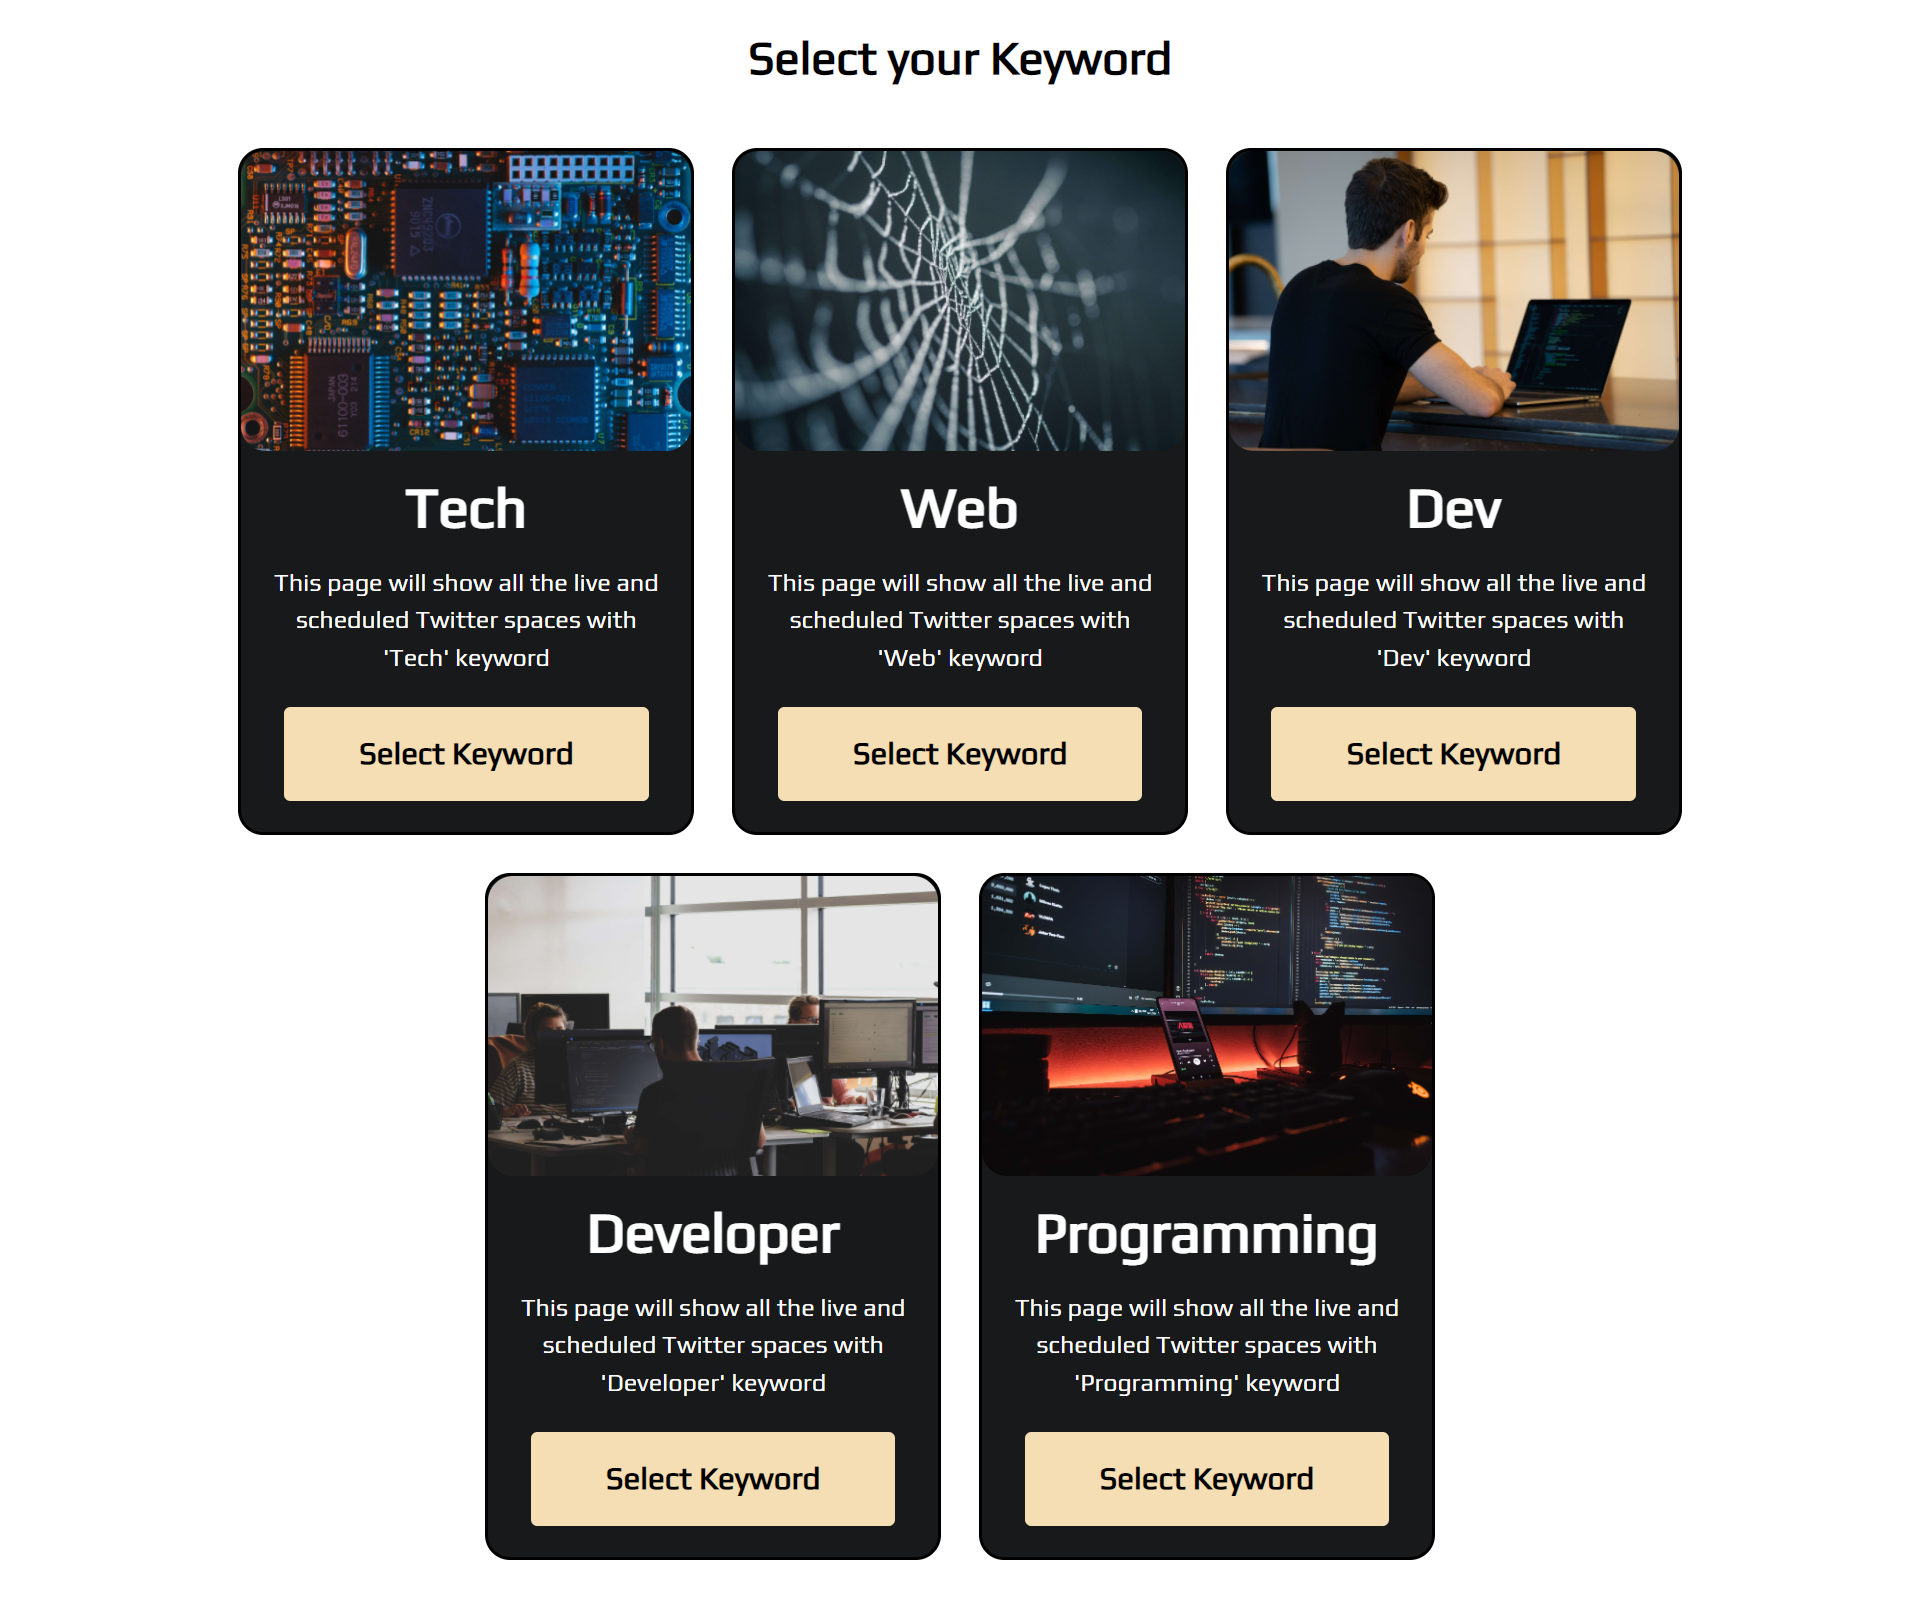 Select your Keyword
61100-003
Tech
This page will show all the live and
scheduled Twitter spaces with
'Tech' keyword
Select Keyword
Web
This page will show all the live and
scheduled Twitter spaces with
'Web' keyword
Select Keyword
Dev
This page will show all the live and
scheduled Twitter spaces with
'Dev' keyword
Select Keyword
Developer
This page will show all the live and
scheduled Twitter spaces with
'Developer' keyword
Select Keyword
Programming
This page will show all the live and
scheduled Twitter spaces with
'Programming' keyword
Select Keyword